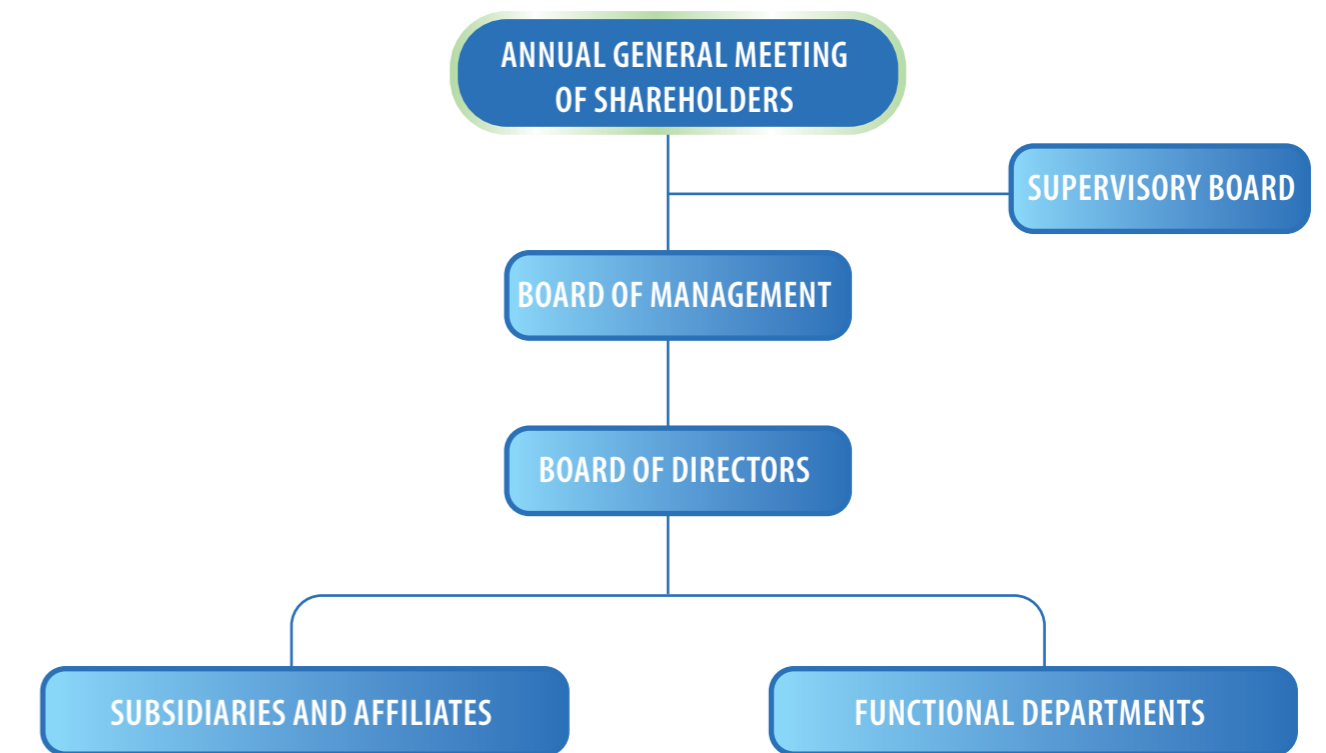 ANNUAL GENERAL MEETING
OF SHAREHOLDERS
SUPERVISORY BOARD
BOARD OF MANAGEMENT
BOARD OF DIRECTORS
SUBSIDIARIES AND AFFILIATES
FUNCTIONAL DEPARTMENTS